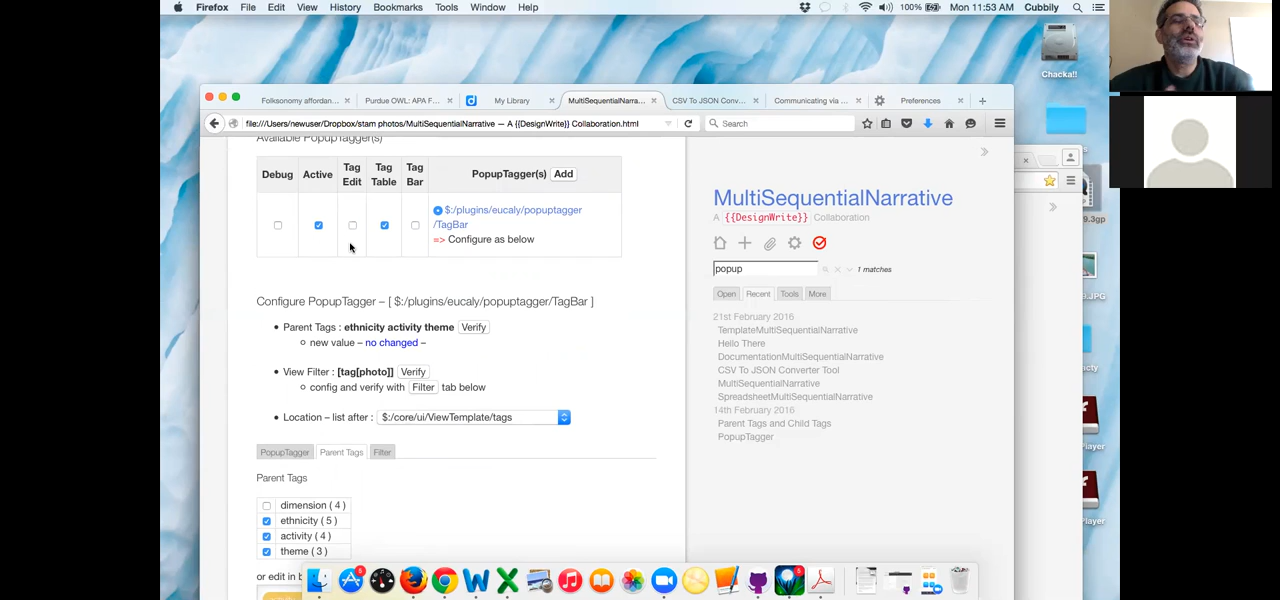 Firefox File Edit View History Bookmarks Tools Window Help 100% Mon 11:53 AM Cubbily
Chacka!!
Folksonomy affordan... Purdue OWL: APA F... My Library MultiSequentialNarra... CSV To JSON Conv... Communicating via ... Preferences
file:///Users/newuser/Dropbox/stam photos/MultiSequentialNarrative — A {{DesignWrite}} Collaboration.html Search
Available PopupTagger(s)
Debug Active Tag Edit Tag Table Tag Bar PopupTagger(s) Add
$:/plugins/eucaly/popuptagger
/TagBar
=> Configure as below
Configure PopupTagger – [ $:/plugins/eucaly/popuptagger/TagBar ]
Parent Tags : ethnicity activity theme Verify
new value – no changed –
View Filter : [tag[photo]] Verify
config and verify with Filter tab below
Location – list after : $:/core/ui/ViewTemplate/tags
PopupTagger Parent Tags Filter
Parent Tags
dimension ( 4 )
ethnicity ( 5 )
activity ( 4 )
theme ( 3 )
MultiSequentialNarrative
A {{DesignWrite}} Collaboration
popup 1 matches
Open Recent Tools More
21st February 2016
TemplateMultiSequentialNarrative
Hello There
DocumentationMultiSequentialNarrative
CSV To JSON Converter Tool
MultiSequentialNarrative
SpreadsheetMultiSequentialNarrative
14th February 2016
Parent Tags and Child Tags
PopupTagger
9.3gp
.JPG
cty
layer
layer